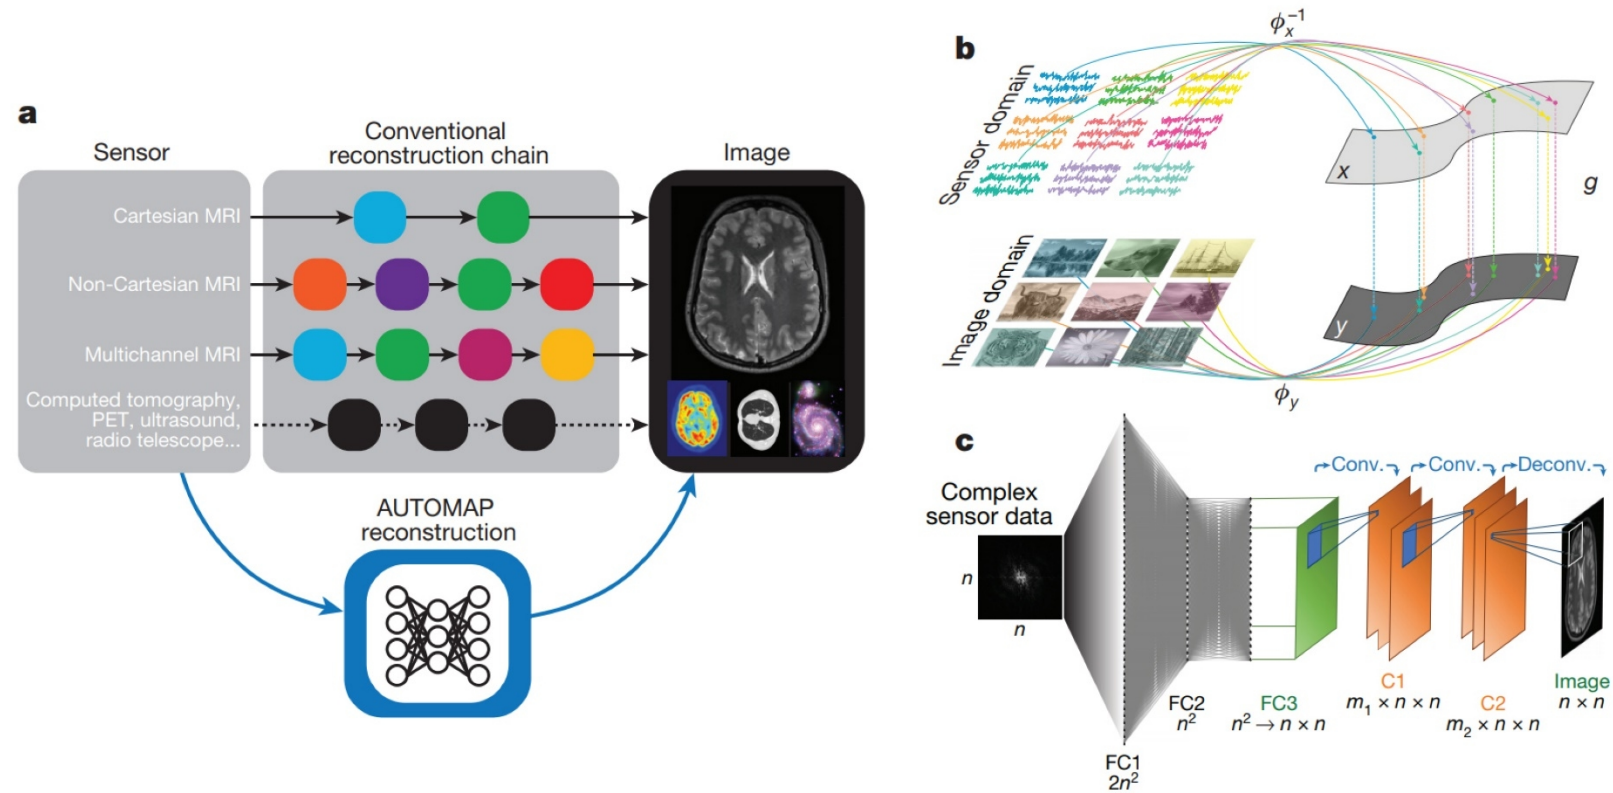 a
Sensor
Conventional
reconstruction chain
Image
Cartesian MRI
Non-Cartesian MRI
Multichannel MRI
Computed tomography,
PET, ultrasound,
radio telescope...
AUTOMAP
reconstruction
b
Sensor domain
Image domain
ϕx⁻¹
x
g
y
ϕy
c
Complex
sensor data
n
n
FC1
2n²
FC2
n²
FC3
n² → n × n
Conv.
Conv.
Deconv.
C1
m₁ × n × n
C2
m₂ × n × n
Image
n × n